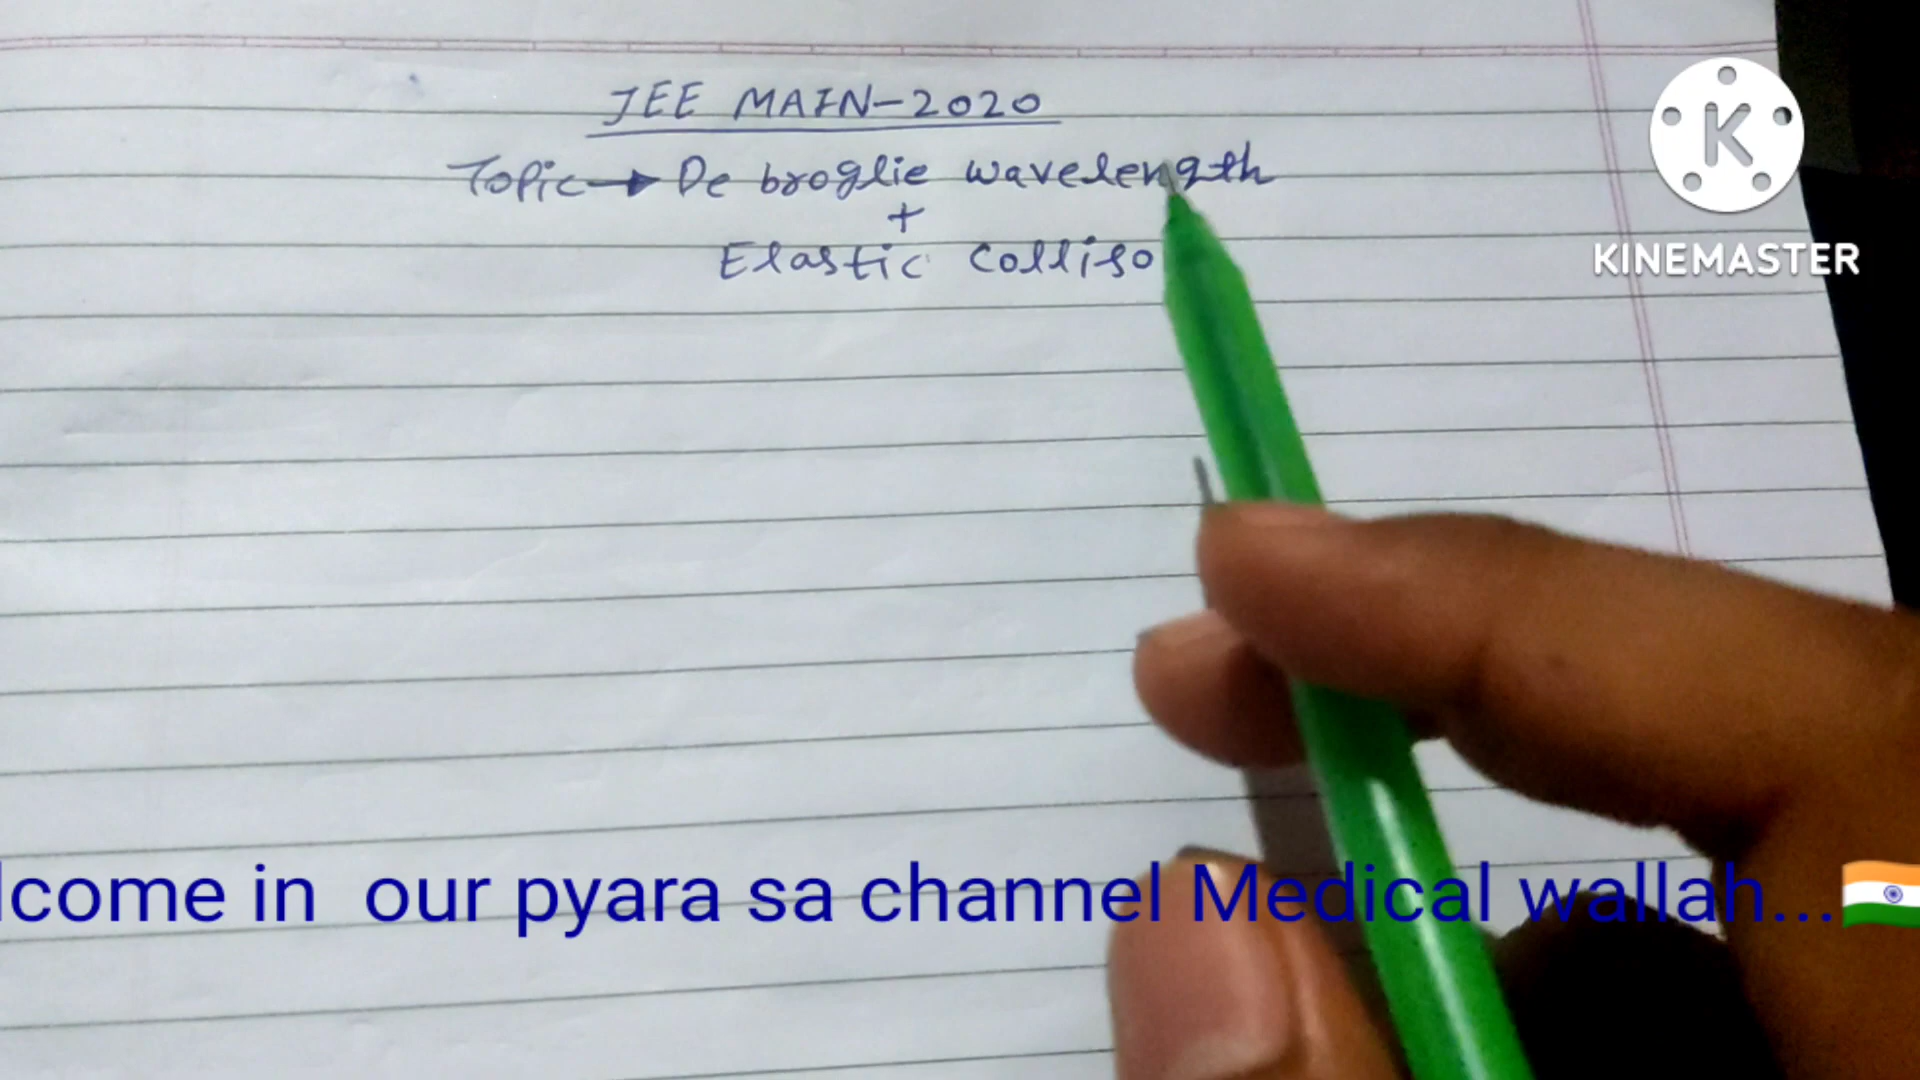 JEE MAIN-2020
Topic → De broglie wavelength
+
Elastic Colliso
K
KINEMASTER
lcome in our pyara sa channel Medical wallah...🇮🇳